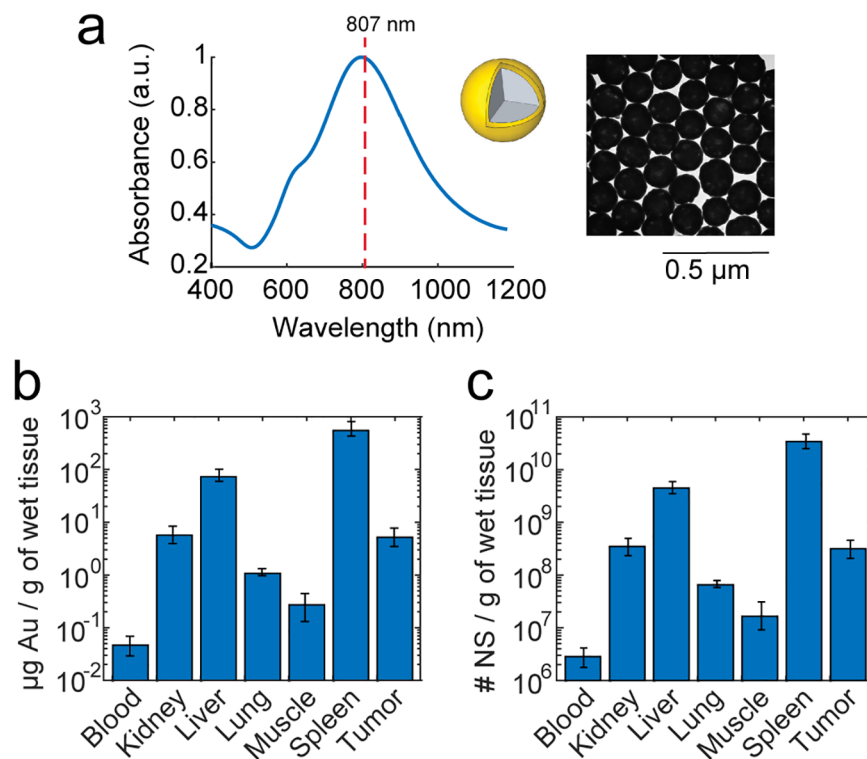 a
807 nm
Absorbance (a.u.)
1
0.8
0.6
0.4
0.2
400 600 800 1000 1200
Wavelength (nm)
0.5 μm
b
μg Au / g of wet tissue
10³
10²
10¹
10⁰
10⁻¹
10⁻²
Blood Kidney Liver Lung Muscle Spleen Tumor
c
# NS / g of wet tissue
10¹¹
10¹⁰
10⁹
10⁸
10⁷
10⁶
Blood Kidney Liver Lung Muscle Spleen Tumor